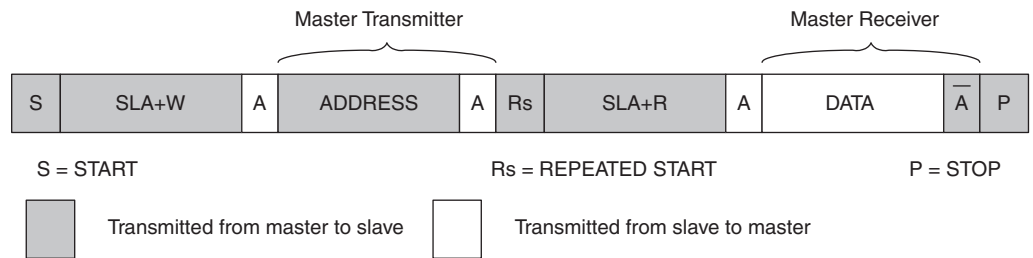 Master Transmitter Master Receiver
S SLA+W A ADDRESS A Rs SLA+R A DATA A̅ P
S = START Rs = REPEATED START P = STOP
Transmitted from master to slave Transmitted from slave to master